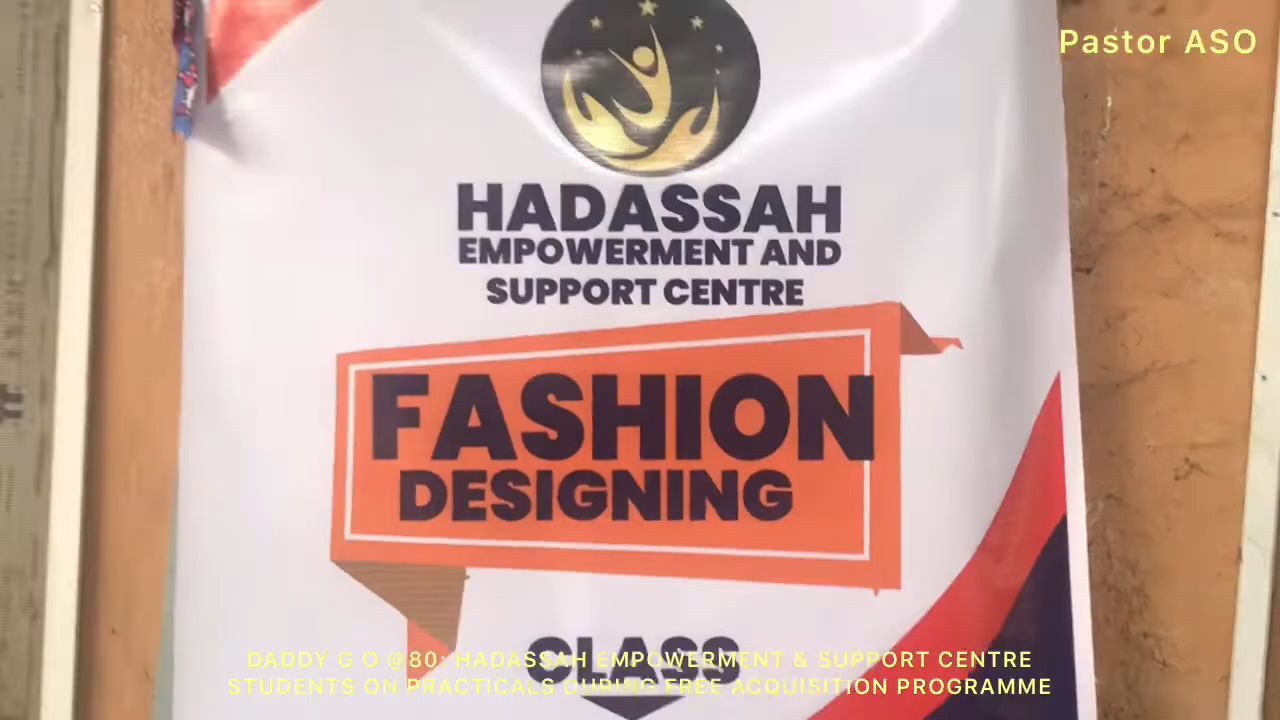 Pastor ASO
HADASSAH
EMPOWERMENT AND
SUPPORT CENTRE
FASHION
DESIGNING
CLASS
DADDY G O @80: HADASSAH EMPOWERMENT & SUPPORT CENTRE
STUDENTS ON PRACTICALS DURING FREE ACQUISITION PROGRAMME